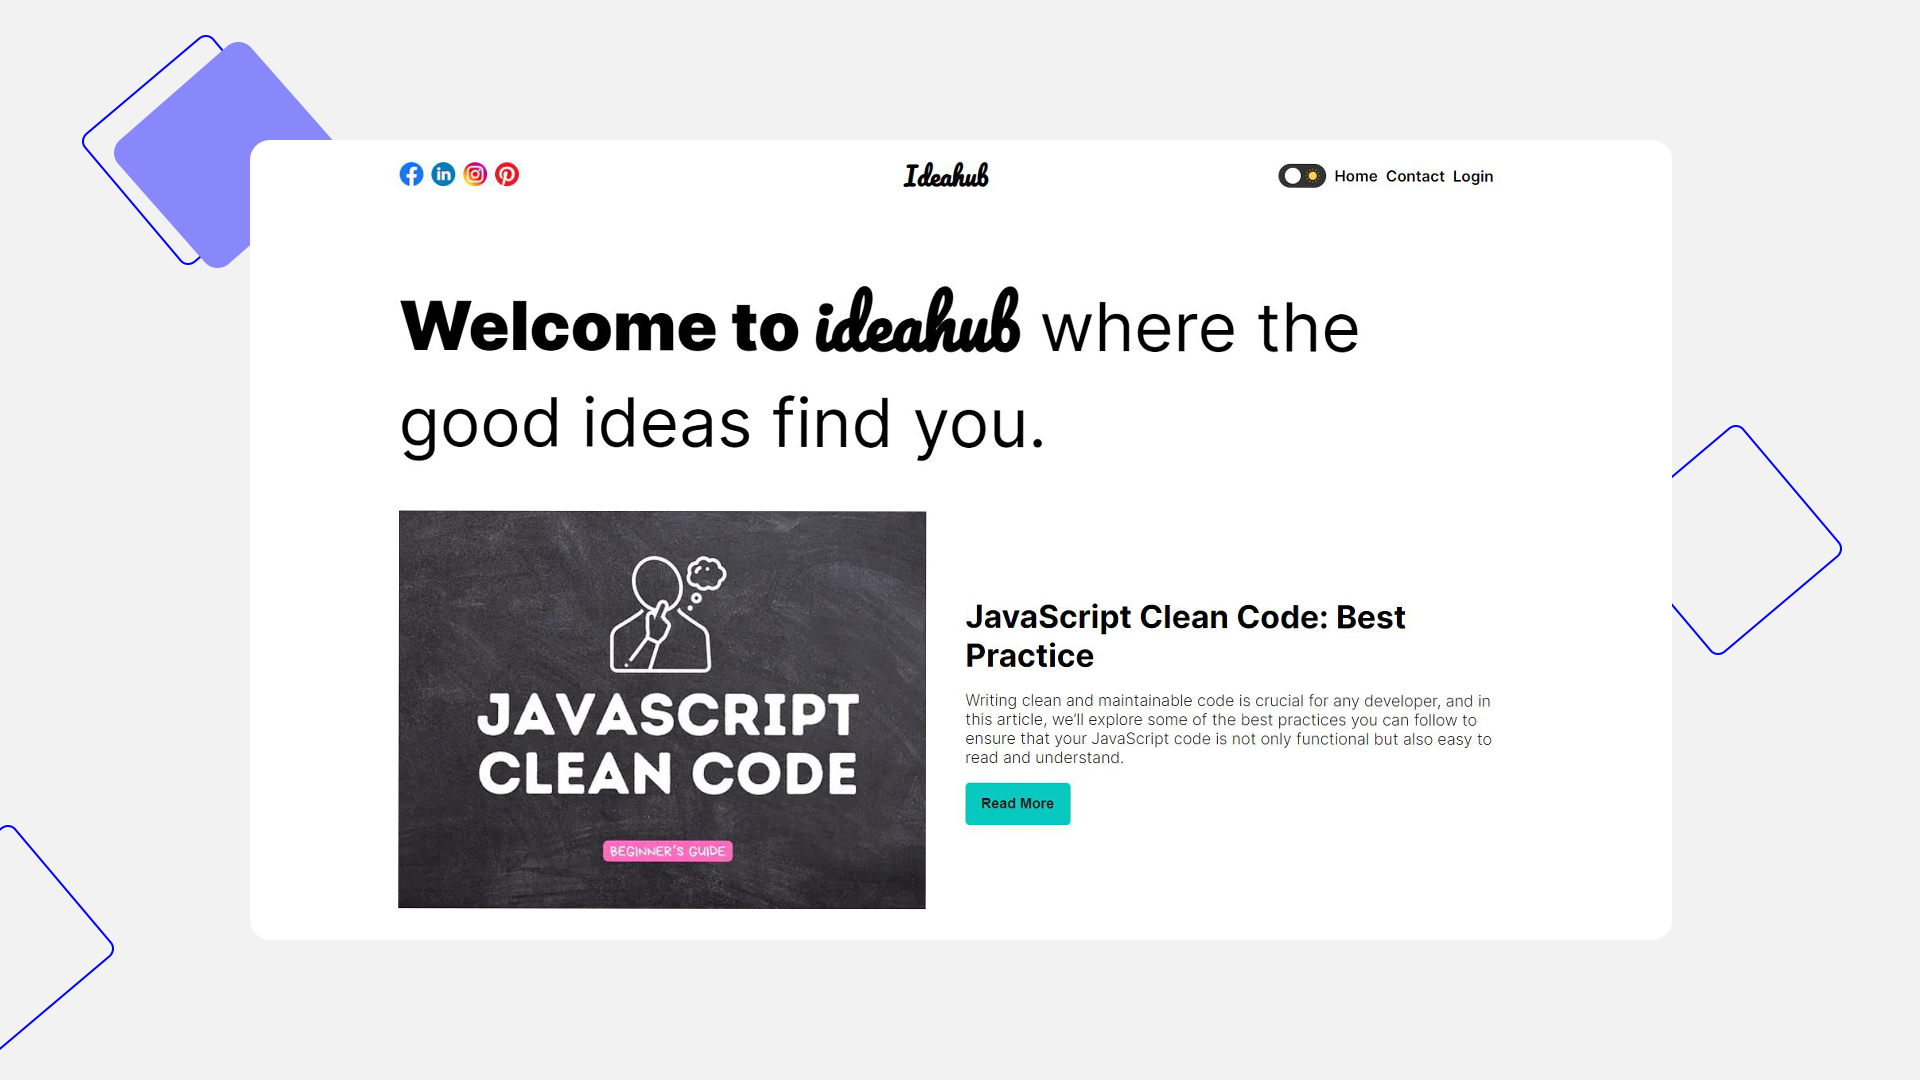 Ideahub
Home Contact Login
Welcome to ideahub where the
good ideas find you.
JAVASCRIPT
CLEAN CODE
BEGINNER'S GUIDE
JavaScript Clean Code: Best
Practice
Writing clean and maintainable code is crucial for any developer, and in
this article, we’ll explore some of the best practices you can follow to
ensure that your JavaScript code is not only functional but also easy to
read and understand.
Read More